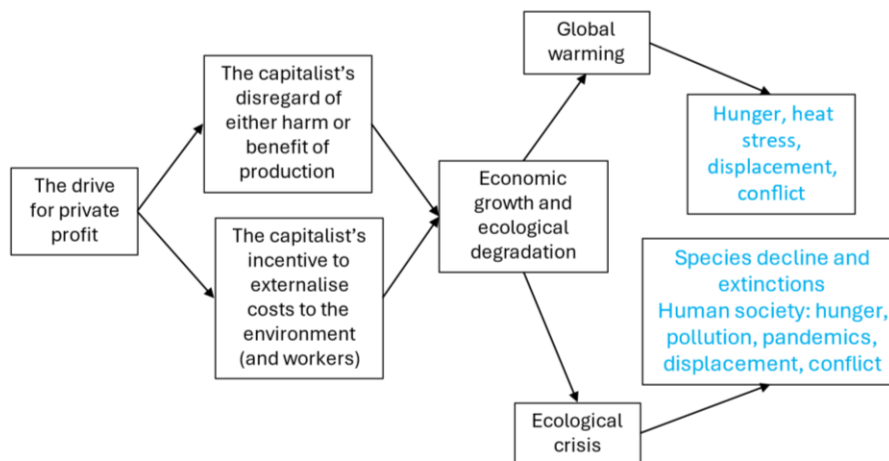 The drive
for private
profit
The capitalist's
disregard of
either harm or
benefit of
production
The capitalist's
incentive to
externalise
costs to the
environment
(and workers)
Economic
growth and
ecological
degradation
Global
warming
Hunger, heat
stress,
displacement,
conflict
Ecological
crisis
Species decline and
extinctions
Human society: hunger,
pollution, pandemics,
displacement, conflict